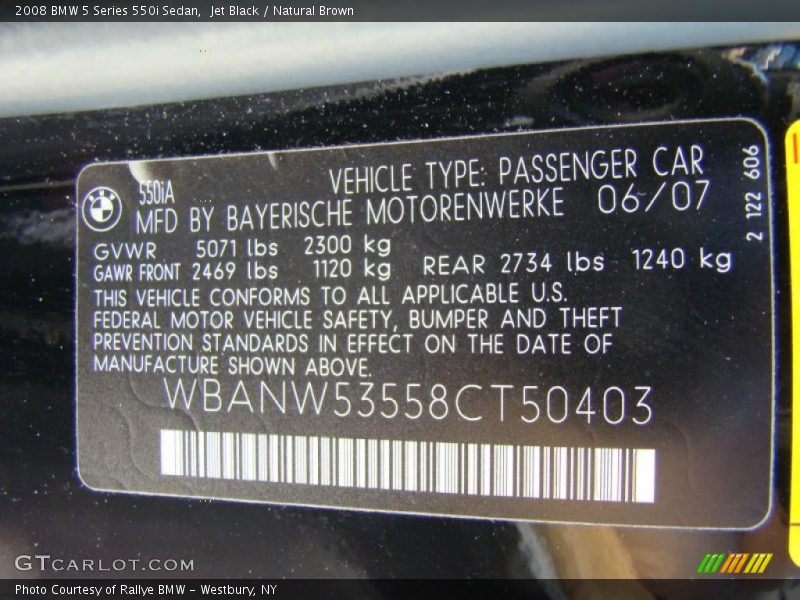 2008 BMW 5 Series 550i Sedan,  Jet Black / Natural Brown
550iA
VEHICLE TYPE: PASSENGER CAR
MFD BY BAYERISCHE MOTORENWERKE 06/07
2 122 606
GVWR 5071 lbs 2300 kg
GAWR FRONT 2469 lbs 1120 kg REAR 2734 lbs 1240 kg
THIS VEHICLE CONFORMS TO ALL APPLICABLE U.S.
FEDERAL MOTOR VEHICLE SAFETY, BUMPER AND THEFT
PREVENTION STANDARDS IN EFFECT ON THE DATE OF
MANUFACTURE SHOWN ABOVE.
WBANW53558CT50403
GTCARLOT.COM
Photo Courtesy of Rallye BMW - Westbury, NY